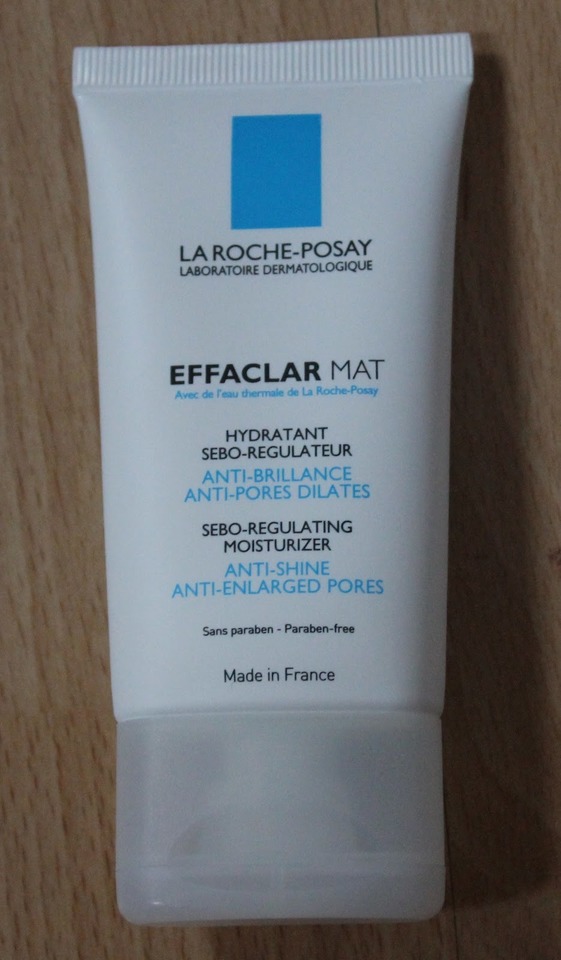 LA ROCHE-POSAY
LABORATOIRE DERMATOLOGIQUE
EFFACLAR MAT
Avec de l'eau thermale de La Roche-Posay
HYDRATANT
SEBO-REGULATEUR
ANTI-BRILLANCE
ANTI-PORES DILATES
SEBO-REGULATING
MOISTURIZER
ANTI-SHINE
ANTI-ENLARGED PORES
Sans paraben - Paraben-free
Made in France